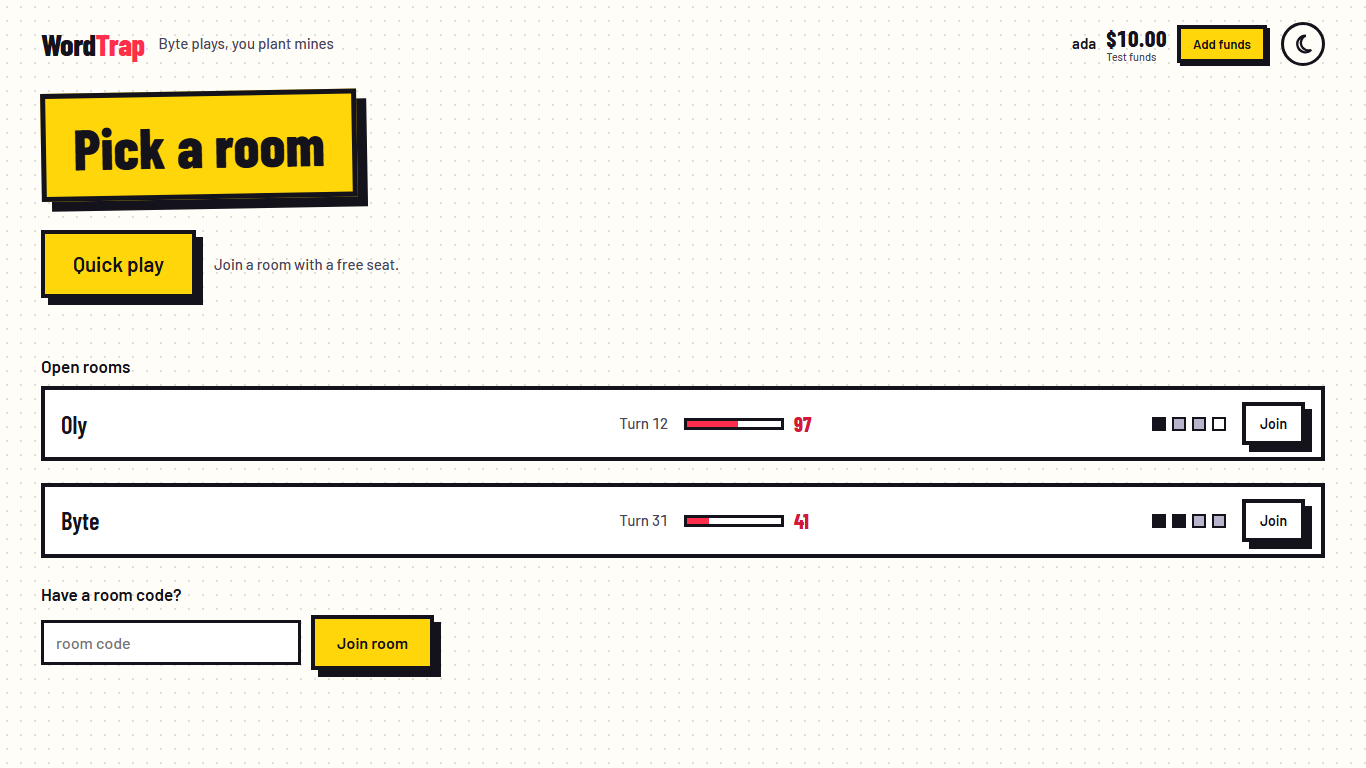 WordTrap
Byte plays, you plant mines
ada
$10.00
Test funds
Add funds
Pick a room
Quick play
Join a room with a free seat.
Open rooms
Oly
Turn 12
97
Join
Byte
Turn 31
41
Join
Have a room code?
room code
Join room